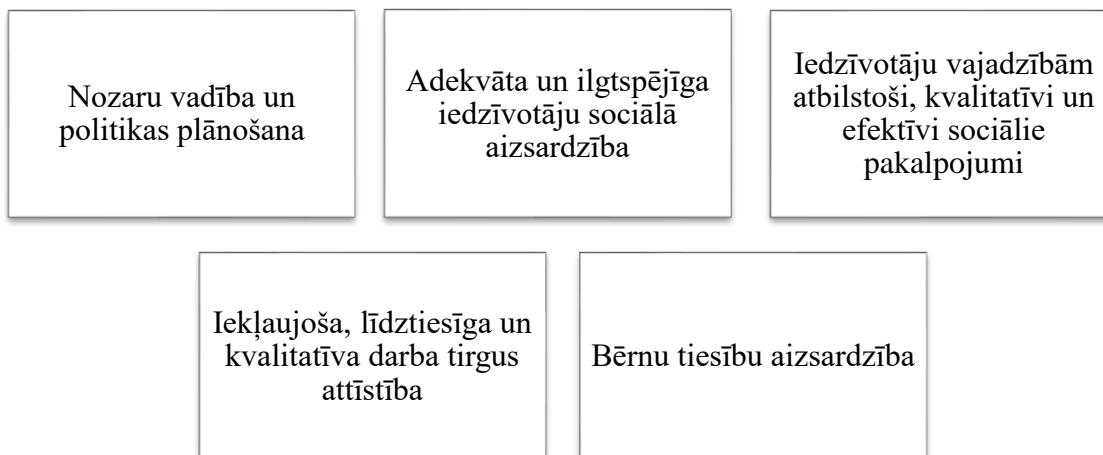 Nozaru vadība un
politikas plānošana
Adekvāta un ilgtspējīga
iedzīvotāju sociālā
aizsardzība
Iedzīvotāju vajadzībām
atbilstoši, kvalitatīvi un
efektīvi sociālie
pakalpojumi
Iekļaujoša, līdztiesīga un
kvalitatīva darba tirgus
attīstība
Bērnu tiesību aizsardzība